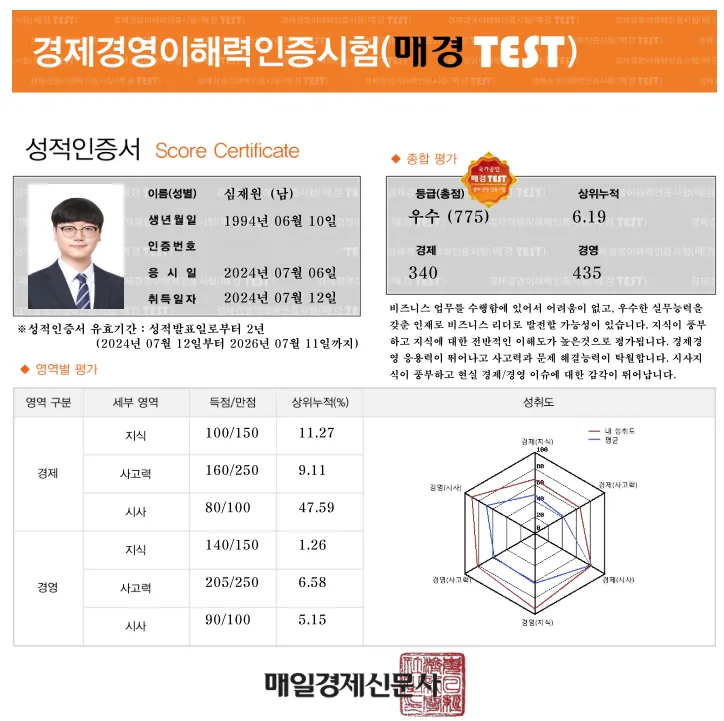 경제경영이해력인증시험(매경 TEST)
성적인증서 Score Certificate
이름(성별) 심재원 (남)
생년월일 1994년 06월 10일
인증번호
응 시 일 2024년 07월 06일
취득일자 2024년 07월 12일
※성적인증서 유효기간 : 성적발표일로부터 2년
(2024년 07월 12일부터 2026년 07월 11일까지)
◆ 종합 평가
국가공인
매경TEST
등급(총점) 상위누적
우수 (775) 6.19
경제 경영
340 435
비즈니스 업무를 수행함에 있어서 어려움이 없고, 우수한 실무능력을
갖춘 인재로 비즈니스 리더로 발전할 가능성이 있습니다. 지식이 풍부
하고 지식에 대한 전반적인 이해도가 높은것으로 평가됩니다. 경제경
영 응용력이 뛰어나고 사고력과 문제 해결능력이 탁월합니다. 시사지
식이 풍부하고 현실 경제/경영 이슈에 대한 감각이 뛰어납니다.
◆ 영역별 평가
영역 구분 세부 영역 득점/만점 상위누적(%) 성취도
경제
지식 100/150 11.27
사고력 160/250 9.11
시사 80/100 47.59
경영
지식 140/150 1.26
사고력 205/250 6.58
시사 90/100 5.15
내 성취도
평균
경제(지식)
100
80
60
40
20
0
경제(사고력)
경제(시사)
경영(지식)
경영(사고력)
경영(시사)
매일경제신문사